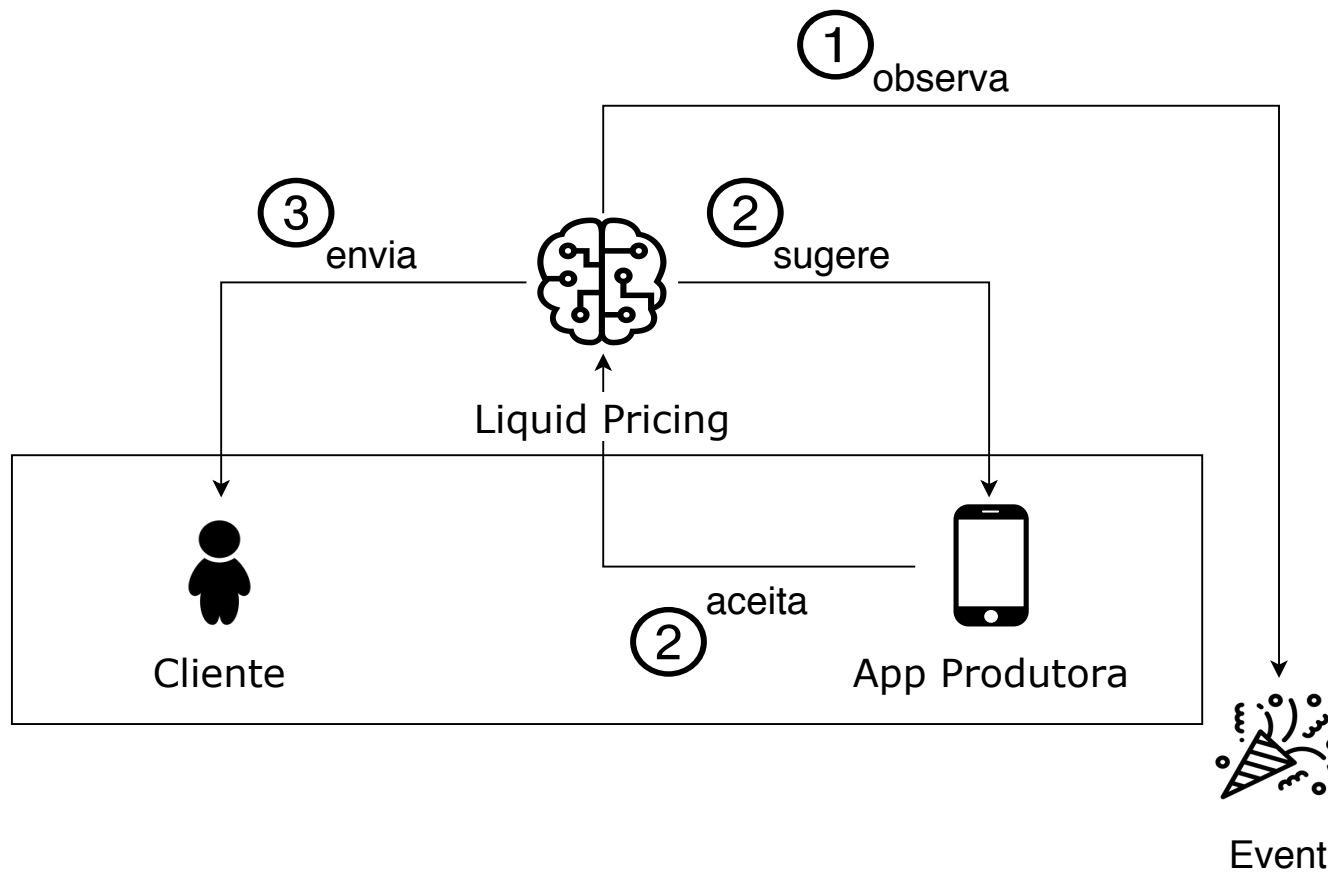 1
observa
3
envia
2
sugere
Liquid Pricing
aceita
2
Cliente
App Produtora
Event